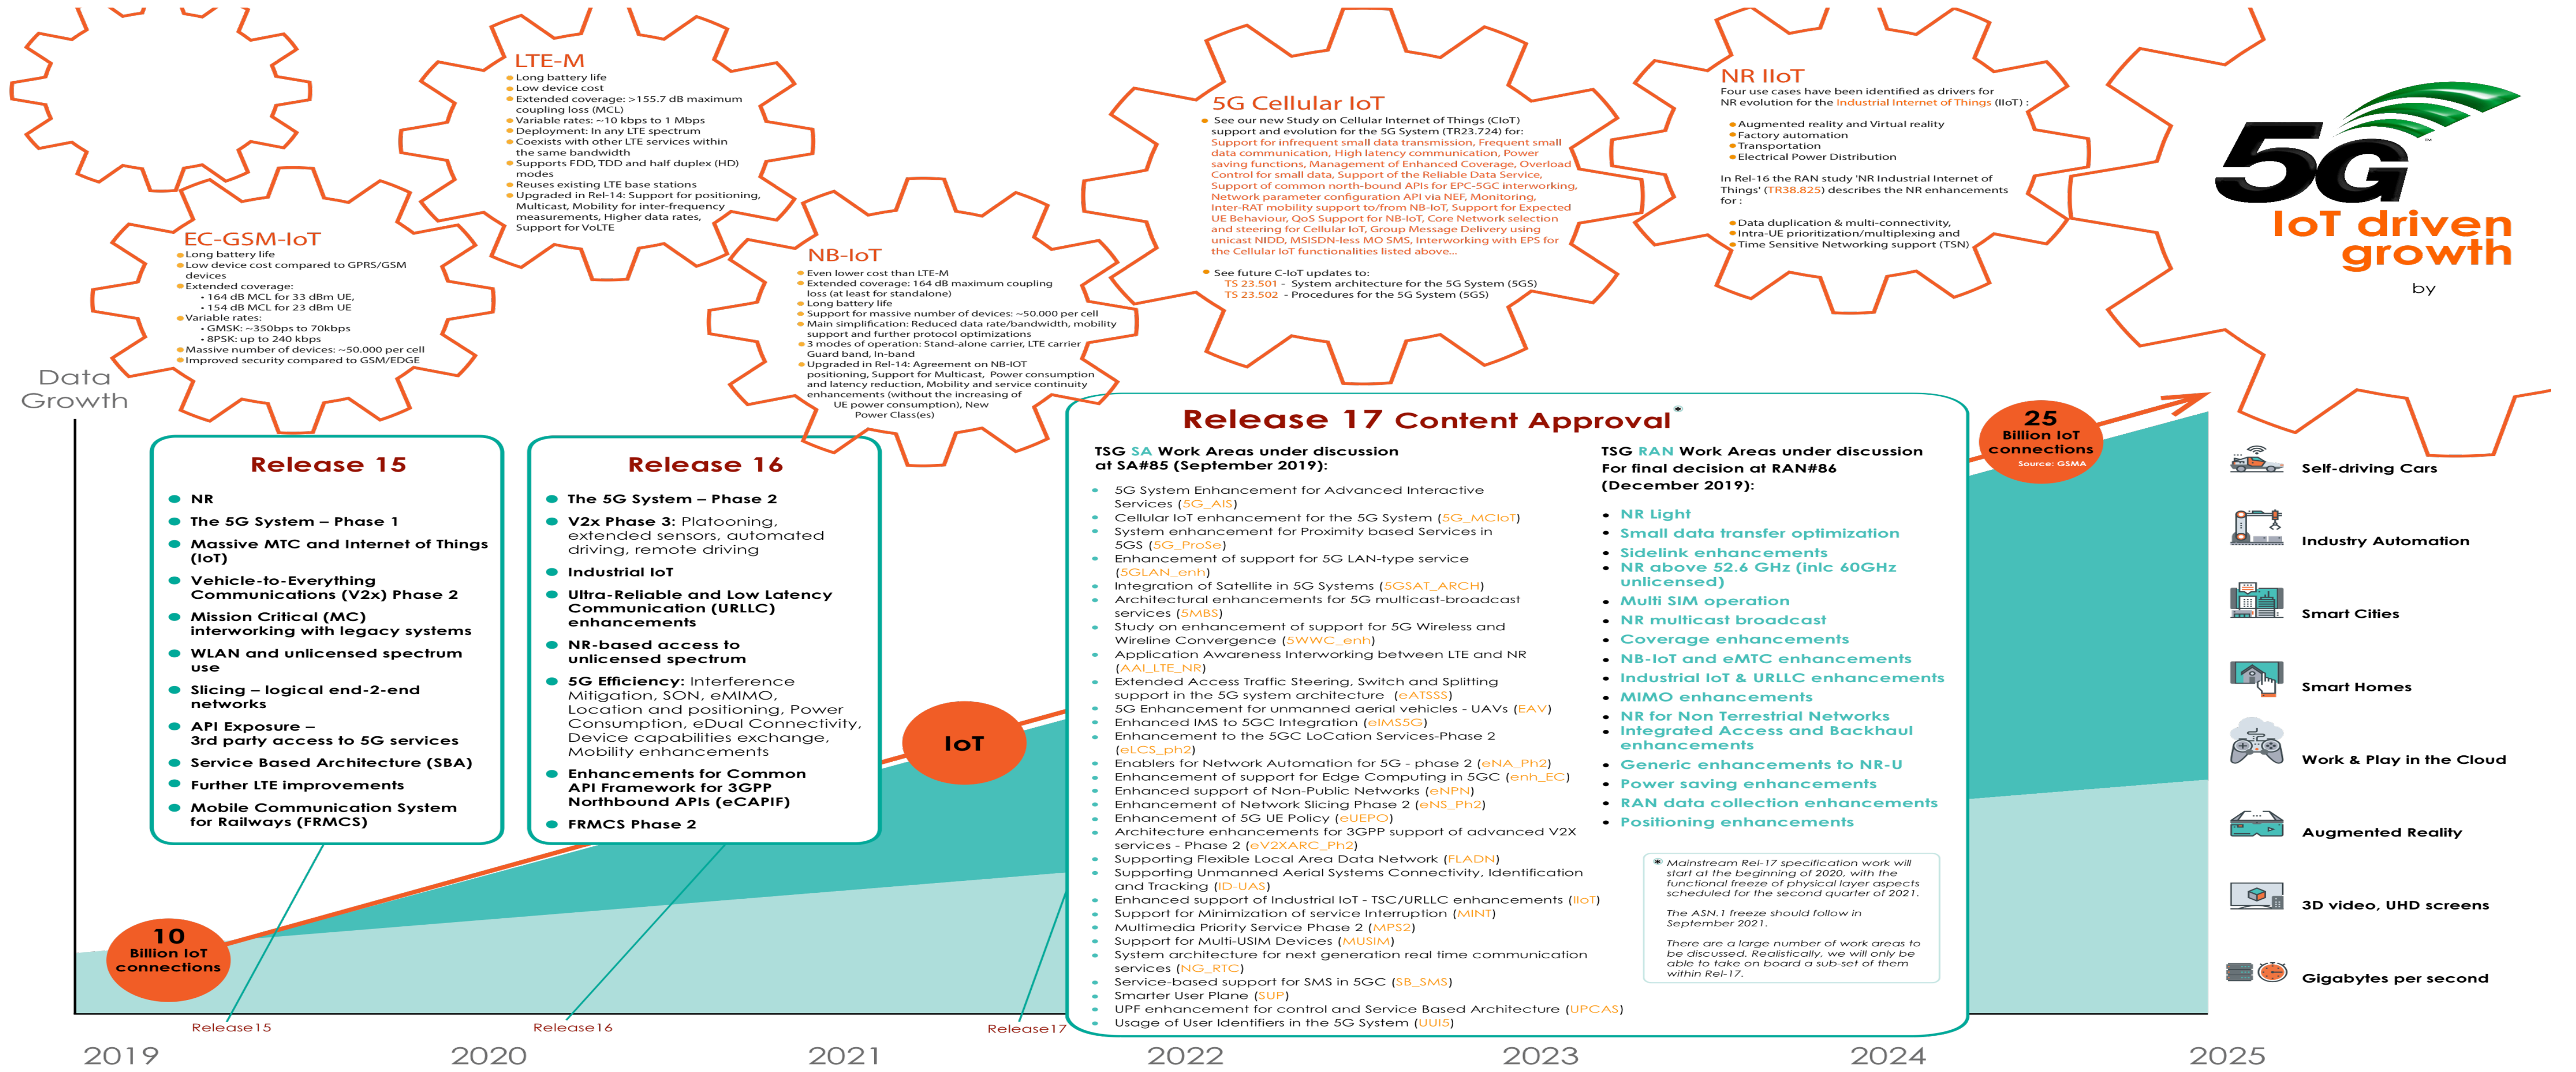 LTE-M
Long battery life
Low device cost
Extended coverage: >155.7 dB maximum
coupling loss (MCL)
Variable rates: ~10 kbps to 1 Mbps
Deployment: In any LTE spectrum
Coexists with other LTE services within
the same bandwidth
Supports FDD, TDD and half duplex (HD)
modes
Reuses existing LTE base stations
Upgraded in Rel-14: Support for positioning,
Multicast, Mobility for inter-frequency
measurements, Higher data rates,
Support for VoLTE
EC-GSM-IoT
Long battery life
Low device cost compared to GPRS/GSM
devices
Extended coverage:
• 164 dB MCL for 33 dBm UE,
• 154 dB MCL for 23 dBm UE
Variable rates:
• GMSK: ~350bps to 70kbps
• 8PSK: up to 240 kbps
Massive number of devices: ~50.000 per cell
Improved security compared to GSM/EDGE
NB-IoT
Even lower cost than LTE-M
Extended coverage: 164 dB maximum coupling
loss (at least for standalone)
Long battery life
Support for massive number of devices: ~50.000 per cell
Main simplification: Reduced data rate/bandwidth, mobility
support and further protocol optimizations
3 modes of operation: Stand-alone carrier, LTE carrier
Guard band, In-band
Upgraded in Rel-14: Agreement on NB-IOT
positioning, Support for Multicast, Power consumption
and latency reduction, Mobility and service continuity
enhancements (without the increasing of
UE power consumption), New
Power Class(es)
5G Cellular IoT
See our new Study on Cellular Internet of Things (CIoT)
support and evolution for the 5G System (TR23.724) for:
Support for infrequent small data transmission, Frequent small
data communication, High latency communication, Power
saving functions, Management of Enhanced Coverage, Overload
Control for small data, Support of the Reliable Data Service,
Support of common north-bound APIs for EPC-5GC interworking,
Network parameter configuration API via NEF, Monitoring,
Inter-RAT mobility support to/from NB-IoT, Support for Expected
UE Behaviour, QoS Support for NB-IoT, Core Network selection
and steering for Cellular IoT, Group Message Delivery using
unicast NIDD, MSISDN-less MO SMS, Interworking with EPS for
the Cellular IoT functionalities listed above...
See future C-IoT updates to:
TS 23.501 - System architecture for the 5G System (5GS)
TS 23.502 - Procedures for the 5G System (5GS)
NR IIoT
Four use cases have been identified as drivers for
NR evolution for the Industrial Internet of Things (IIoT) :
Augmented reality and Virtual reality
Factory automation
Transportation
Electrical Power Distribution
In Rel-16 the RAN study 'NR Industrial Internet of
Things' (TR38.825) describes the NR enhancements
for :
Data duplication & multi-connectivity,
Intra-UE prioritization/multiplexing and
Time Sensitive Networking support (TSN)
5G
™
IoT driven
growth
by
Data
Growth
Release 15
NR
The 5G System – Phase 1
Massive MTC and Internet of Things
(IoT)
Vehicle-to-Everything
Communications (V2x) Phase 2
Mission Critical (MC)
interworking with legacy systems
WLAN and unlicensed spectrum
use
Slicing – logical end-2-end
networks
API Exposure –
3rd party access to 5G services
Service Based Architecture (SBA)
Further LTE improvements
Mobile Communication System
for Railways (FRMCS)
Release 16
The 5G System – Phase 2
V2x Phase 3: Platooning,
extended sensors, automated
driving, remote driving
Industrial IoT
Ultra-Reliable and Low Latency
Communication (URLLC)
enhancements
NR-based access to
unlicensed spectrum
5G Efficiency: Interference
Mitigation, SON, eMIMO,
Location and positioning, Power
Consumption, eDual Connectivity,
Device capabilities exchange,
Mobility enhancements
Enhancements for Common
API Framework for 3GPP
Northbound APIs (eCAPIF)
FRMCS Phase 2
Release 17 Content Approval*
TSG SA Work Areas under discussion
at SA#85 (September 2019):
5G System Enhancement for Advanced Interactive
Services (5G_AIS)
Cellular IoT enhancement for the 5G System (5G_MCIoT)
System enhancement for Proximity based Services in
5GS (5G_ProSe)
Enhancement of support for 5G LAN-type service
(5GLAN_enh)
Integration of Satellite in 5G Systems (5GSAT_ARCH)
Architectural enhancements for 5G multicast-broadcast
services (5MBS)
Study on enhancement of support for 5G Wireless and
Wireline Convergence (5WWC_enh)
Application Awareness Interworking between LTE and NR
(AAI_LTE_NR)
Extended Access Traffic Steering, Switch and Splitting
support in the 5G system architecture (eATSSS)
5G Enhancement for unmanned aerial vehicles - UAVs (EAV)
Enhanced IMS to 5GC Integration (eIMS5G)
Enhancement to the 5GC LoCation Services-Phase 2
(eLCS_ph2)
Enablers for Network Automation for 5G - phase 2 (eNA_Ph2)
Enhancement of support for Edge Computing in 5GC (enh_EC)
Enhanced support of Non-Public Networks (eNPN)
Enhancement of Network Slicing Phase 2 (eNS_Ph2)
Enhancement of 5G UE Policy (eUEPO)
Architecture enhancements for 3GPP support of advanced V2X
services - Phase 2 (eV2XARC_Ph2)
Supporting Flexible Local Area Data Network (FLADN)
Supporting Unmanned Aerial Systems Connectivity, Identification
and Tracking (ID-UAS)
Enhanced support of Industrial IoT - TSC/URLLC enhancements (IIoT)
Support for Minimization of service Interruption (MINT)
Multimedia Priority Service Phase 2 (MPS2)
Support for Multi-USIM Devices (MUSIM)
System architecture for next generation real time communication
services (NG_RTC)
Service-based support for SMS in 5GC (SB_SMS)
Smarter User Plane (SUP)
UPF enhancement for control and Service Based Architecture (UPCAS)
Usage of User Identifiers in the 5G System (UUI5)
TSG RAN Work Areas under discussion
For final decision at RAN#86
(December 2019):
NR Light
Small data transfer optimization
Sidelink enhancements
NR above 52.6 GHz (inlc 60GHz
unlicensed)
Multi SIM operation
NR multicast broadcast
Coverage enhancements
NB-IoT and eMTC enhancements
Industrial IoT & URLLC enhancements
MIMO enhancements
NR for Non Terrestrial Networks
Integrated Access and Backhaul
enhancements
Generic enhancements to NR-U
Power saving enhancements
RAN data collection enhancements
Positioning enhancements
* Mainstream Rel-17 specification work will
start at the beginning of 2020, with the
functional freeze of physical layer aspects
scheduled for the second quarter of 2021.
The ASN.1 freeze should follow in
September 2021.
There are a large number of work areas to
be discussed. Realistically, we will only be
able to take on board a sub-set of them
within Rel-17.
10
Billion IoT
connections
IoT
25
Billion IoT
connections
Source: GSMA
Self-driving Cars
Industry Automation
Smart Cities
Smart Homes
Work & Play in the Cloud
Augmented Reality
3D video, UHD screens
Gigabytes per second
Release15
Release16
Release17
2019
2020
2021
2022
2023
2024
2025